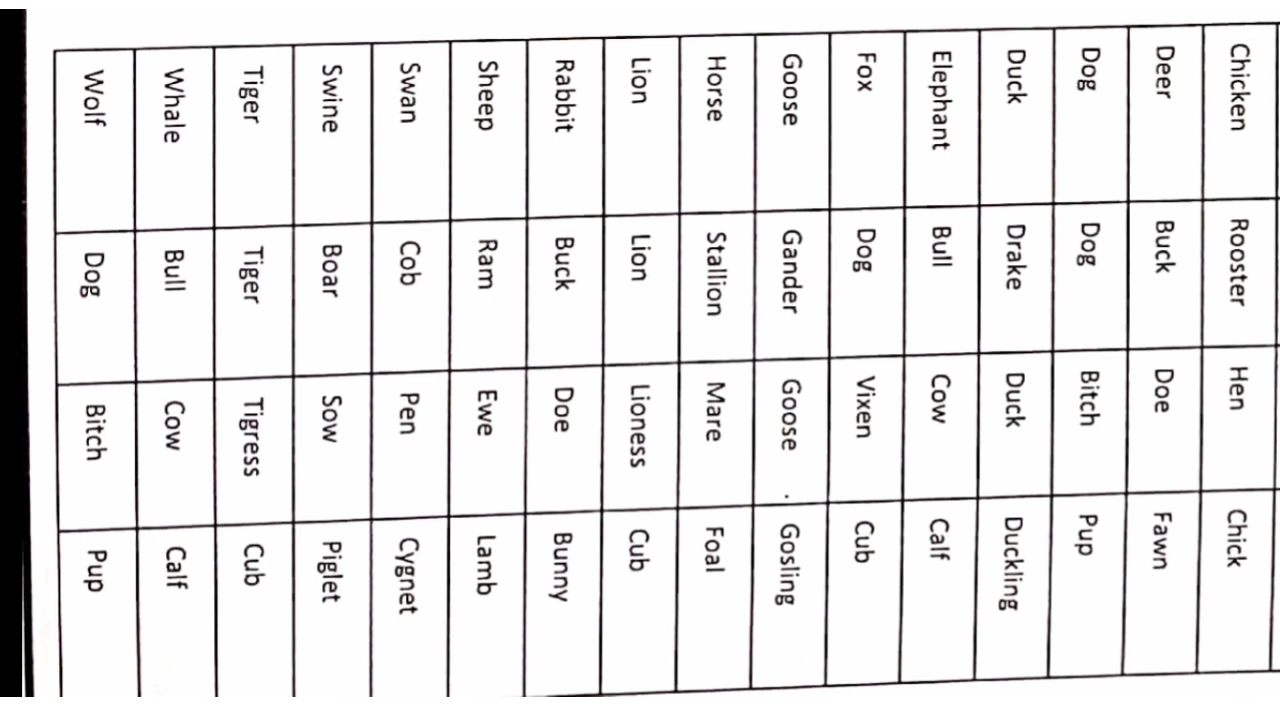 Chicken Rooster Hen Chick
Deer Buck Doe Fawn
Dog Dog Bitch Pup
Duck Drake Duck Duckling
Elephant Bull Cow Calf
Fox Dog Vixen Cub
Goose Gander Goose Gosling
Horse Stallion Mare Foal
Lion Lion Lioness Cub
Rabbit Buck Doe Bunny
Sheep Ram Ewe Lamb
Swan Cob Pen Cygnet
Swine Boar Sow Piglet
Tiger Tiger Tigress Cub
Whale Bull Cow Calf
Wolf Dog Bitch Pup